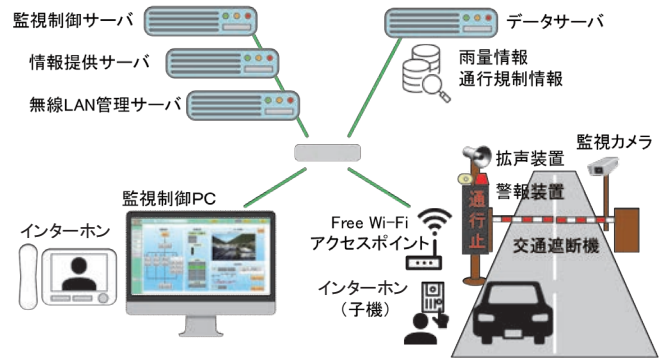 監視制御サーバ
情報提供サーバ
無線LAN管理サーバ
データサーバ
雨量情報
通行規制情報
監視カメラ
拡声装置
警報装置
通行止
交通遮断機
監視制御PC
インターホン
Free Wi-Fi
アクセスポイント
インターホン
（子機）